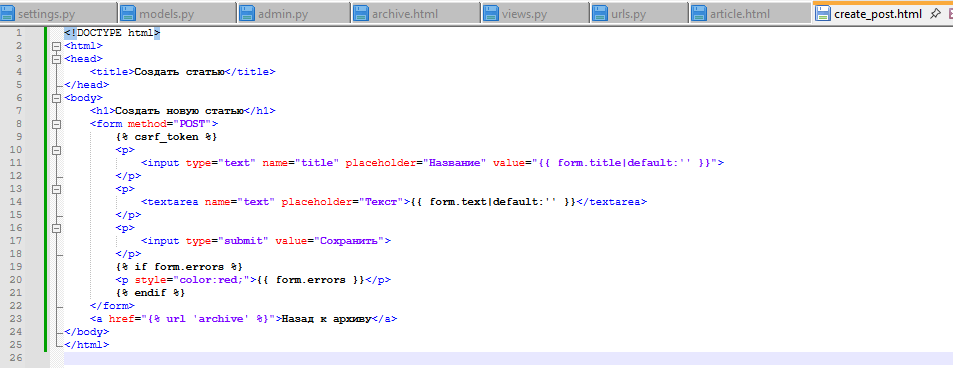 settings.py models.py admin.py archive.html views.py urls.py article.html create_post.html
1 <!DOCTYPE html>
2 <html>
3 <head>
4 <title>Создать статью</title>
5 </head>
6 <body>
7 <h1>Создать новую статью</h1>
8 <form method="POST">
9 {% csrf_token %}
10 <p>
11 <input type="text" name="title" placeholder="Название" value="{{ form.title|default:'' }}">
12 </p>
13 <p>
14 <textarea name="text" placeholder="Текст">{{ form.text|default:'' }}</textarea>
15 </p>
16 <p>
17 <input type="submit" value="Сохранить">
18 </p>
19 {% if form.errors %}
20 <p style="color:red;">{{ form.errors }}</p>
21 {% endif %}
22 </form>
23 <a href="{% url 'archive' %}">Назад к архиву</a>
24 </body>
25 </html>
26